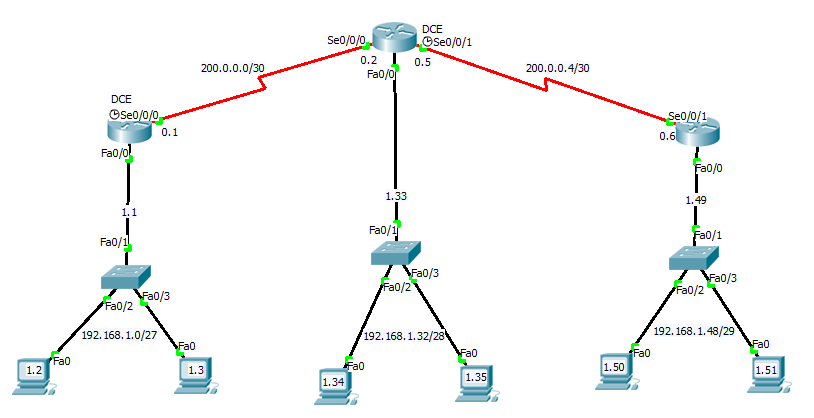 DCE
Se0/0/0
Se0/0/1
0.2
0.5
Fa0/0
200.0.0.0/30
200.0.0.4/30
DCE
Se0/0/0
0.1
Fa0/0
Se0/0/1
0.6
Fa0/0
1.1
1.33
1.49
Fa0/1
Fa0/1
Fa0/1
Fa0/2
Fa0/3
Fa0/2
Fa0/3
Fa0/2
Fa0/3
192.168.1.0/27
192.168.1.32/28
192.168.1.48/29
Fa0
Fa0
Fa0
Fa0
Fa0
Fa0
1.2
1.3
1.34
1.35
1.50
1.51